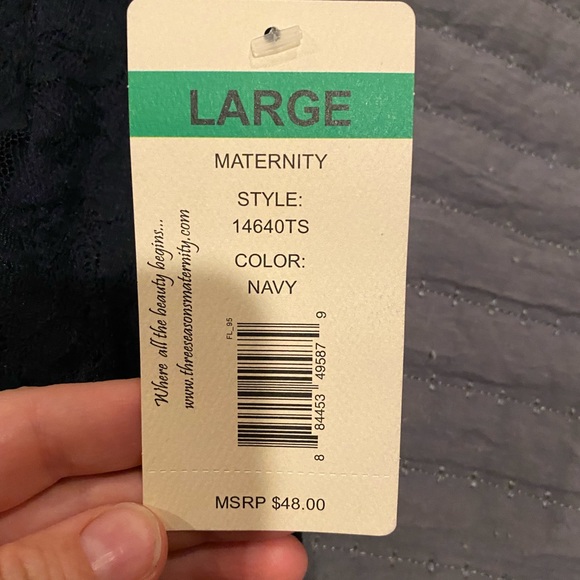 LARGE
MATERNITY
STYLE:
14640TS
COLOR:
NAVY
Where all the beauty begins...
www.threeseasonsmaternity.com
FL_95
8 84453 49587 9
MSRP $48.00